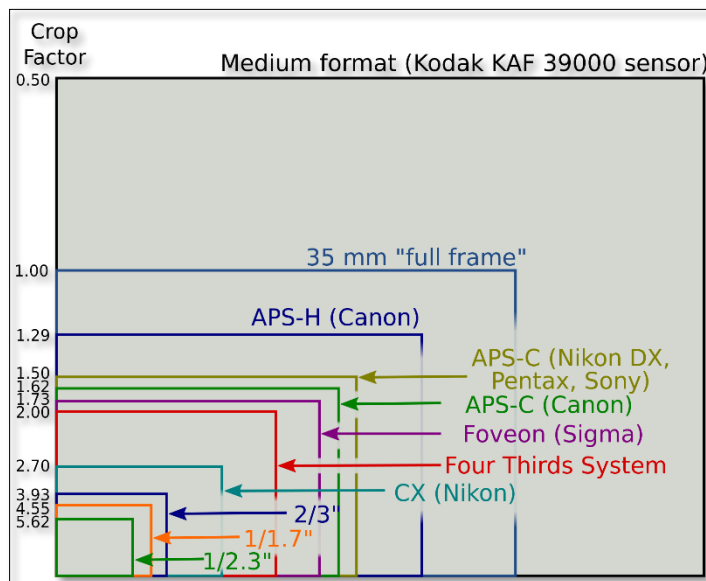 Crop
Factor
Medium format (Kodak KAF 39000 sensor)
0.50
35 mm "full frame"
1.00
APS-H (Canon)
1.29
APS-C (Nikon DX,
Pentax, Sony)
1.50
1.62
APS-C (Canon)
1.73
2.00
Foveon (Sigma)
Four Thirds System
2.70
CX (Nikon)
3.93
2/3"
4.55
1/1.7"
5.62
1/2.3"